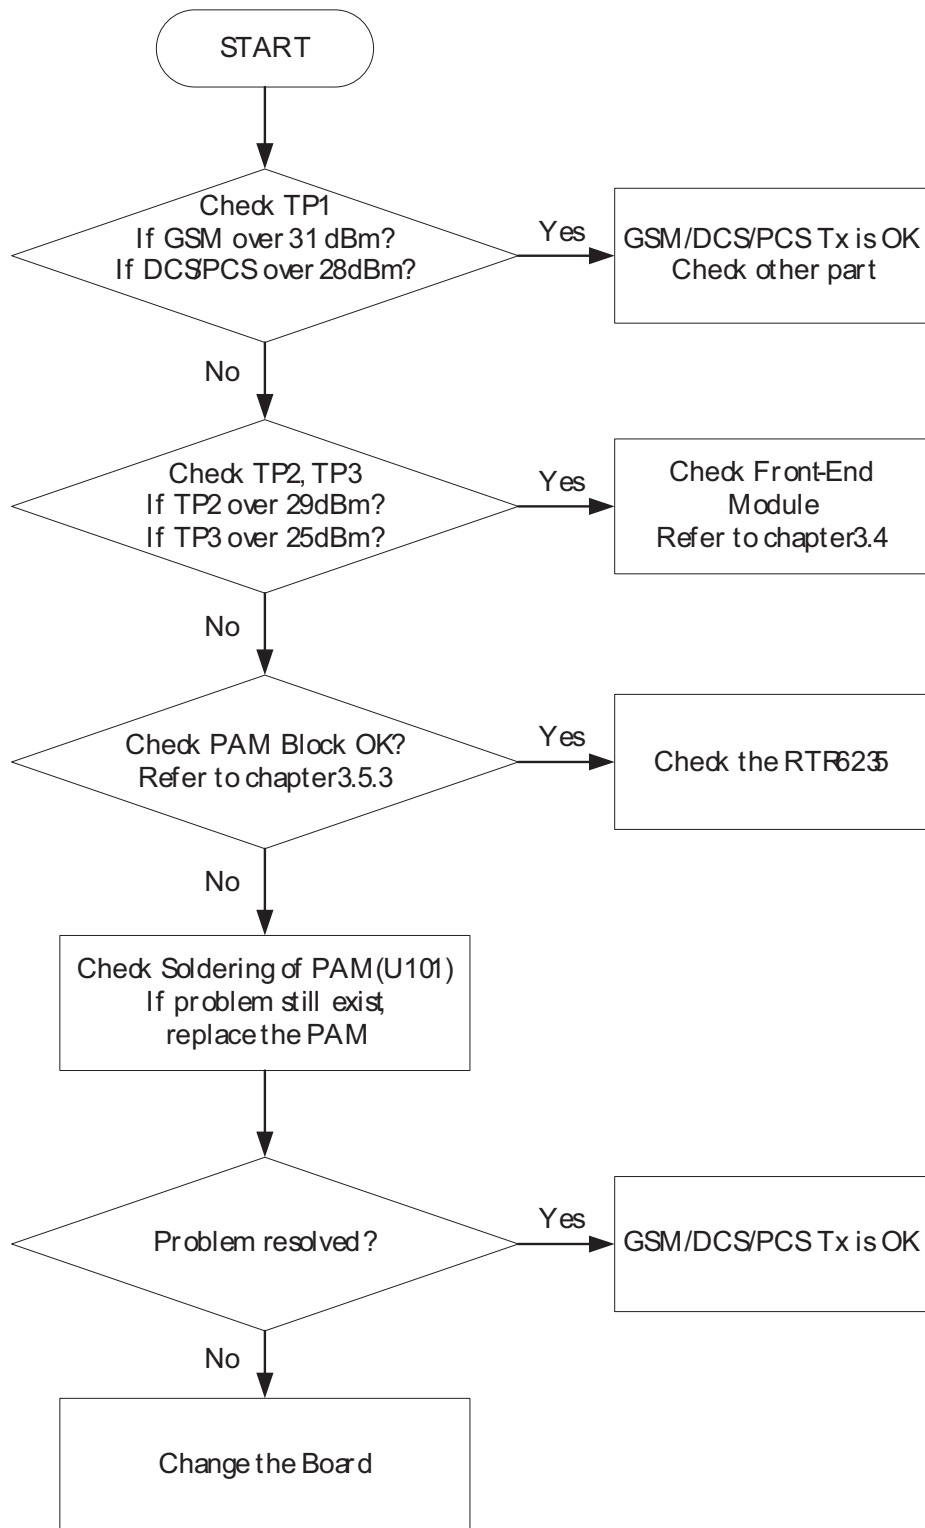 START
Check TP1
If GSM over 31 dBm?
If DCS/PCS over 28dBm?
Yes
GSM/DCS/PCS Tx is OK
Check other part
No
Check TP2, TP3
If TP2 over 29dBm?
If TP3 over 25dBm?
Yes
Check Front-End
Module
Refer to chapter3.4
No
Check PAM Block OK?
Refer to chapter3.5.3
Yes
Check the RTR6235
No
Check Soldering of PAM(U101)
If problem still exist,
replace the PAM
Problem resolved?
Yes
GSM/DCS/PCS Tx is OK
No
Change the Board